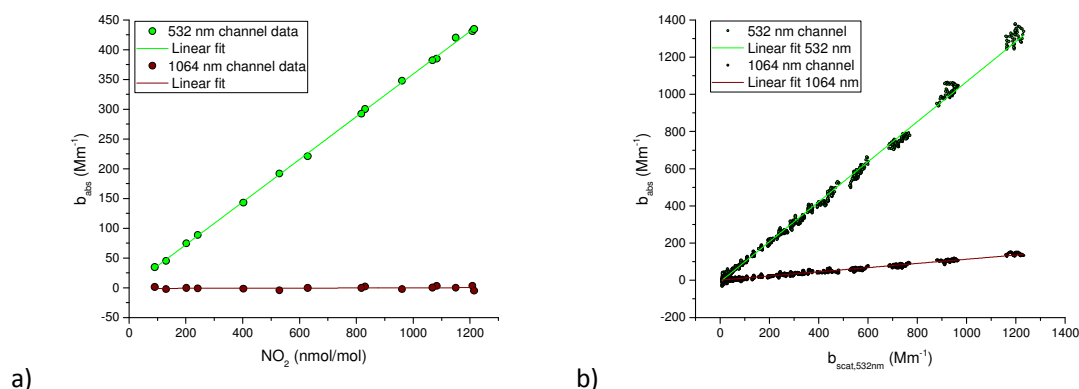 450
400
350
300
250
200
150
100
50
0
-50
b_abs (Mm⁻¹)
532 nm channel data
Linear fit
1064 nm channel data
Linear fit
0 200 400 600 800 1000 1200
NO₂ (nmol/mol)
a)
1400
1200
1000
800
600
400
200
0
-200
b_abs (Mm⁻¹)
532 nm channel
Linear fit 532 nm
1064 nm channel
Linear fit 1064 nm
0 200 400 600 800 1000 1200 1400
b_scat,532nm (Mm⁻¹)
b)